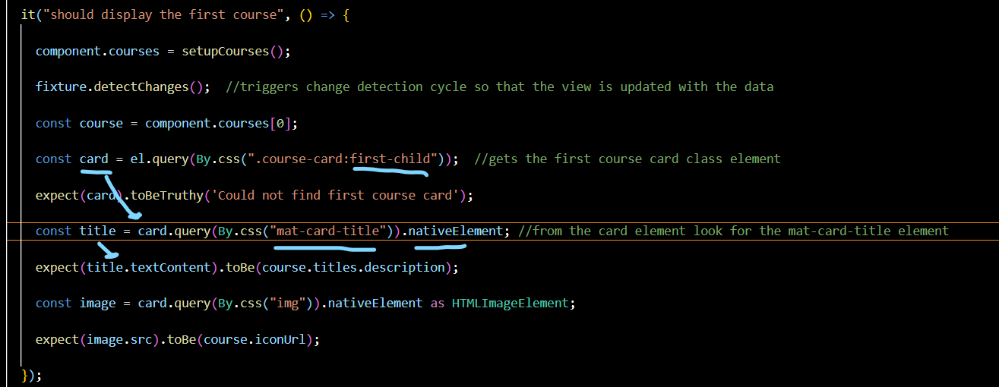 it("should display the first course", () => {
component.courses = setupCourses();
fixture.detectChanges();  //triggers change detection cycle so that the view is updated with the data
const course = component.courses[0];
const card = el.query(By.css(".course-card:first-child"));  //gets the first course card class element
expect(card).toBeTruthy('Could not find first course card');
const title = card.query(By.css("mat-card-title")).nativeElement; //from the card element look for the mat-card-title element
expect(title.textContent).toBe(course.titles.description);
const image = card.query(By.css("img")).nativeElement as HTMLImageElement;
expect(image.src).toBe(course.iconUrl);
});